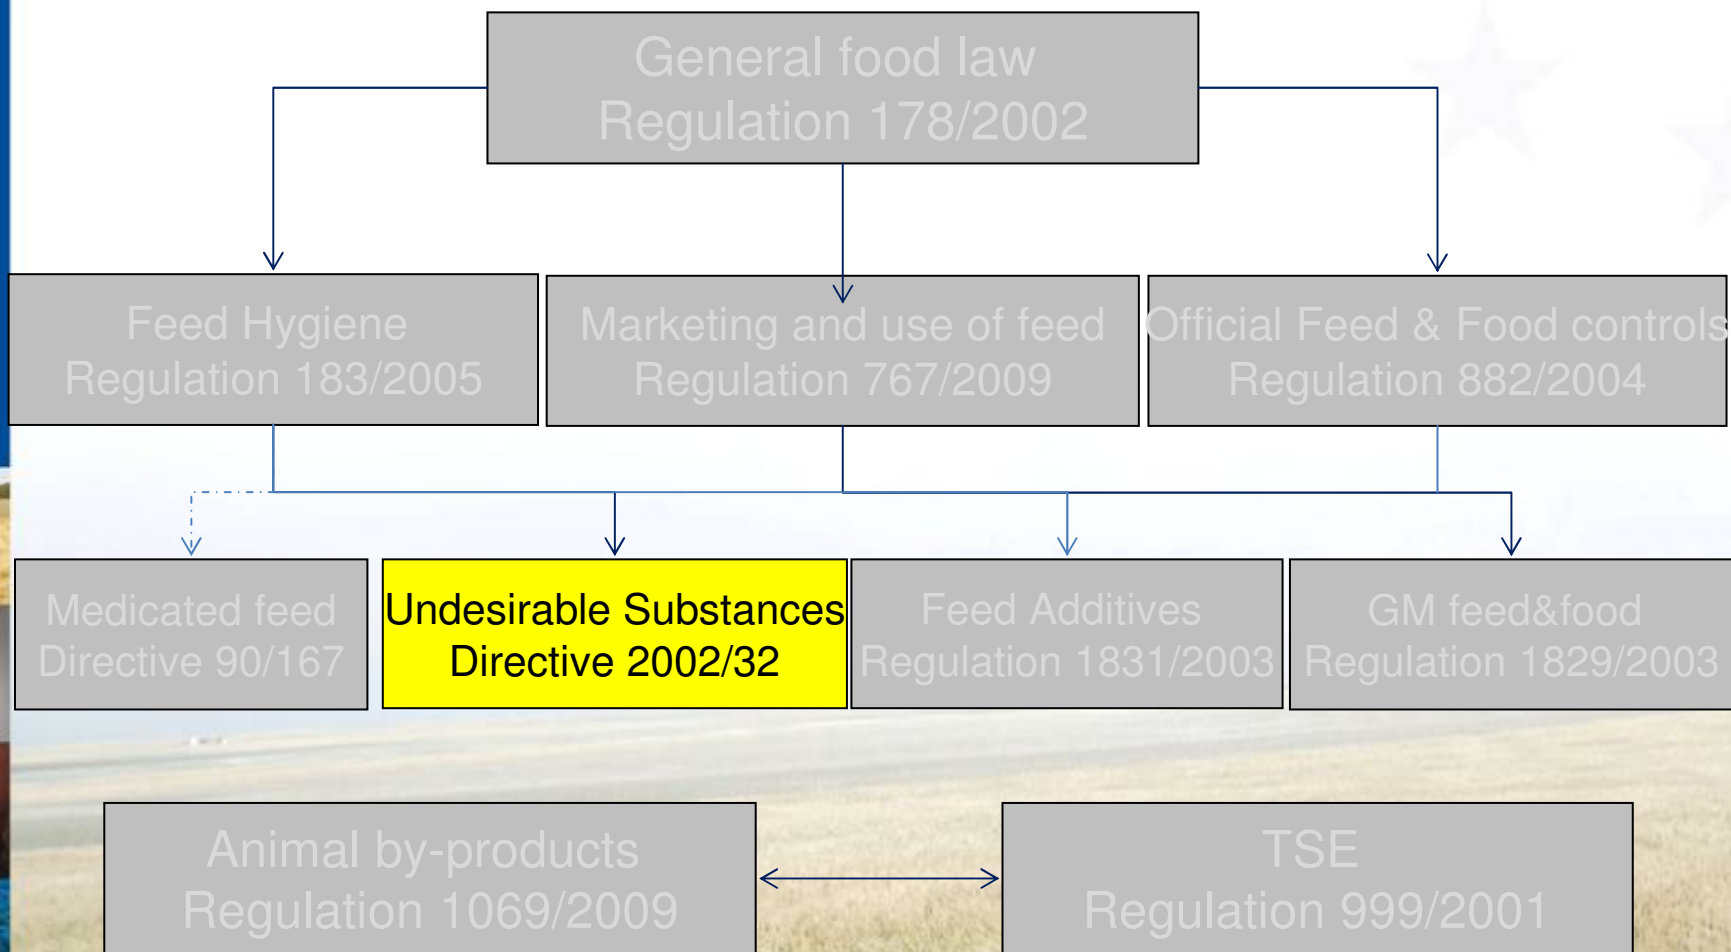 General food law
Regulation 178/2002
Feed Hygiene
Regulation 183/2005
Marketing and use of feed
Regulation 767/2009
Official Feed & Food controls
Regulation 882/2004
Medicated feed
Directive 90/167
Undesirable Substances
Directive 2002/32
Feed Additives
Regulation 1831/2003
GM feed&food
Regulation 1829/2003
Animal by-products
Regulation 1069/2009
TSE
Regulation 999/2001